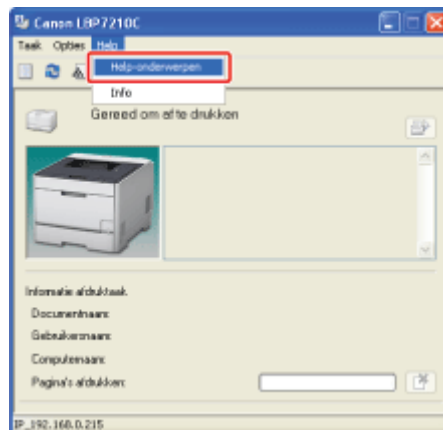 Canon LBP7210C
Taak Opties Help
Help-onderwerpen
Info
Gereed om af te drukken
Informatie afdruktaak
Documentnaam:
Gebruikersnaam:
Computernaam:
Pagina's afdrukken:
IP_192.168.0.215